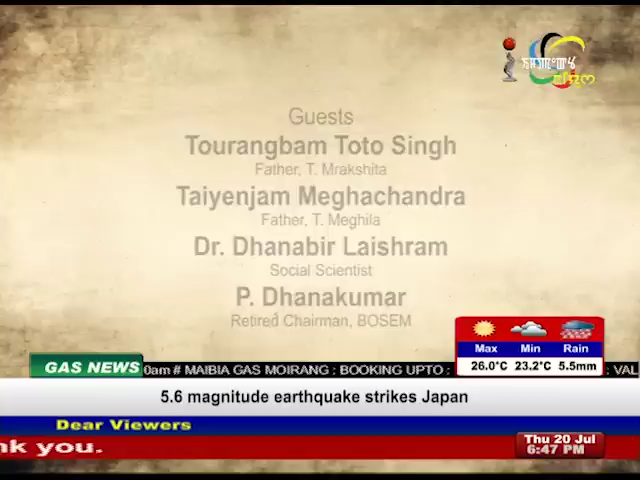 Guests
Tourangbam Toto Singh
Father, T. Mrakshita
Taiyenjam Meghachandra
Father, T. Meghila
Dr. Dhanabir Laishram
Social Scientist
P. Dhanakumar
Retired Chairman, BOSEM
Max Min Rain
26.0°C 23.2°C 5.5mm
GAS NEWS 0am # MAIBIA GAS MOIRANG : BOOKING UPTO : VAL
5.6 magnitude earthquake strikes Japan
Dear Viewers
nk you.
Thu 20 Jul
6:47 PM